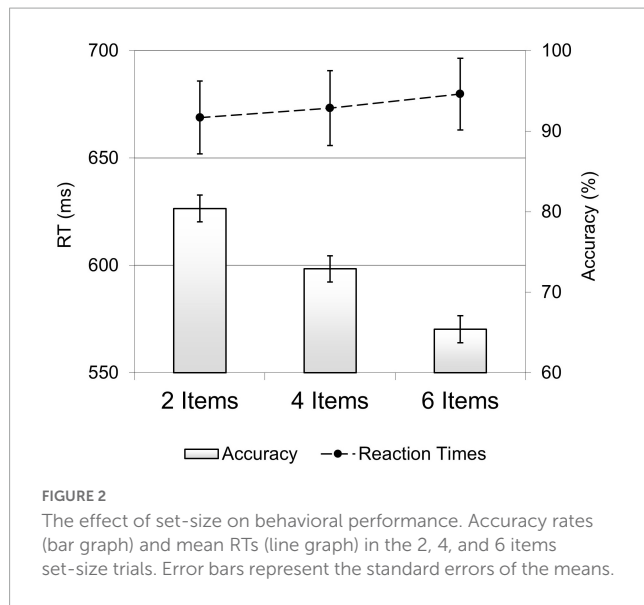 700
650
600
550
RT (ms)
100
90
80
70
60
Accuracy (%)
2 Items 4 Items 6 Items
Accuracy Reaction Times
FIGURE 2
The effect of set-size on behavioral performance. Accuracy rates
(bar graph) and mean RTs (line graph) in the 2, 4, and 6 items
set-size trials. Error bars represent the standard errors of the means.